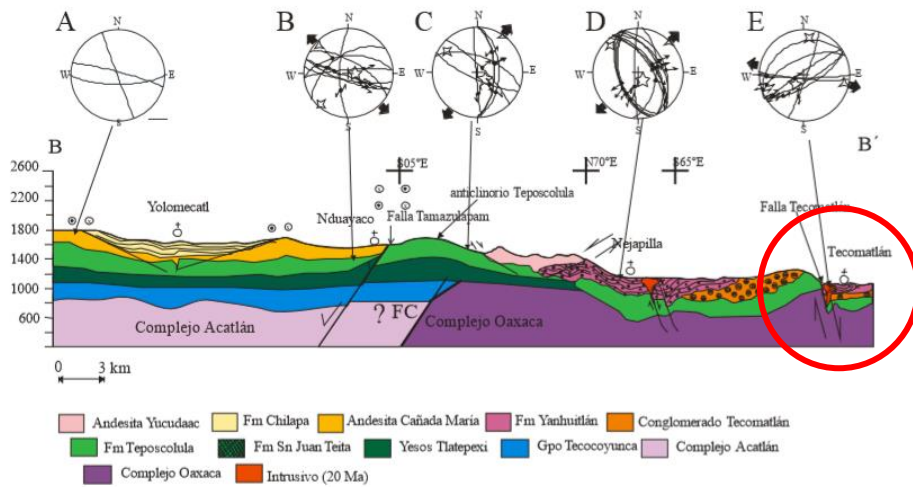 A B C D E
N N N N N
W E W E W E W E W E
S S S S S
B B´
2600
2200
1800
1400
1000
600
S05°E N70°E S65°E
Yolomecatl
Nduayaco
Falla Tamazulapam
anticlinorio Teposcolula
Nejapilla
Falla Tecomatlán
Tecomatlán
Complejo Acatlán
? FC
Complejo Oaxaca
0 3 km
Andesita Yucudaac Fm Chilapa Andesita Cañada María Fm Yanhuitlán Conglomerado Tecomatlán
Fm Teposcolula Fm Sn Juan Teita Yesos Tlatepexi Gpo Tecocoyunca Complejo Acatlán
Complejo Oaxaca Intrusivo (20 Ma)